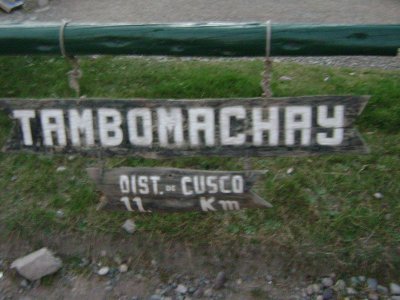 TAMBOMACHAY
DIST. DE CUSCO
11. Km